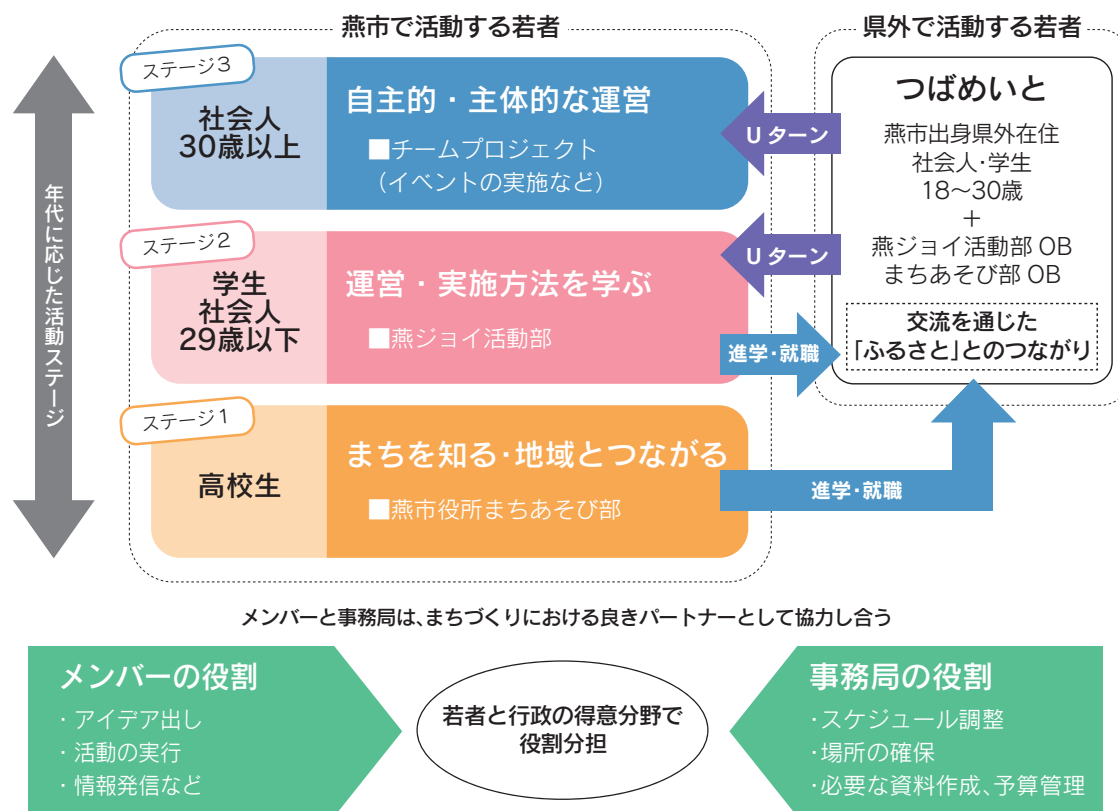 燕市で活動する若者
年代に応じた活動ステージ
ステージ3
社会人
30歳以上
自主的・主体的な運営
■チームプロジェクト
（イベントの実施など）
ステージ2
学生
社会人
29歳以下
運営・実施方法を学ぶ
■燕ジョイ活動部
ステージ1
高校生
まちを知る・地域とつながる
■燕市役所まちあそび部
Uターン
Uターン
進学・就職
進学・就職
県外で活動する若者
つばめいと
燕市出身県外在住
社会人・学生
18〜30歳
＋
燕ジョイ活動部 OB
まちあそび部 OB
交流を通じた
「ふるさと」とのつながり
メンバーと事務局は、まちづくりにおける良きパートナーとして協力し合う
メンバーの役割
・アイデア出し
・活動の実行
・情報発信など
若者と行政の得意分野で
役割分担
事務局の役割
・スケジュール調整
・場所の確保
・必要な資料作成、予算管理